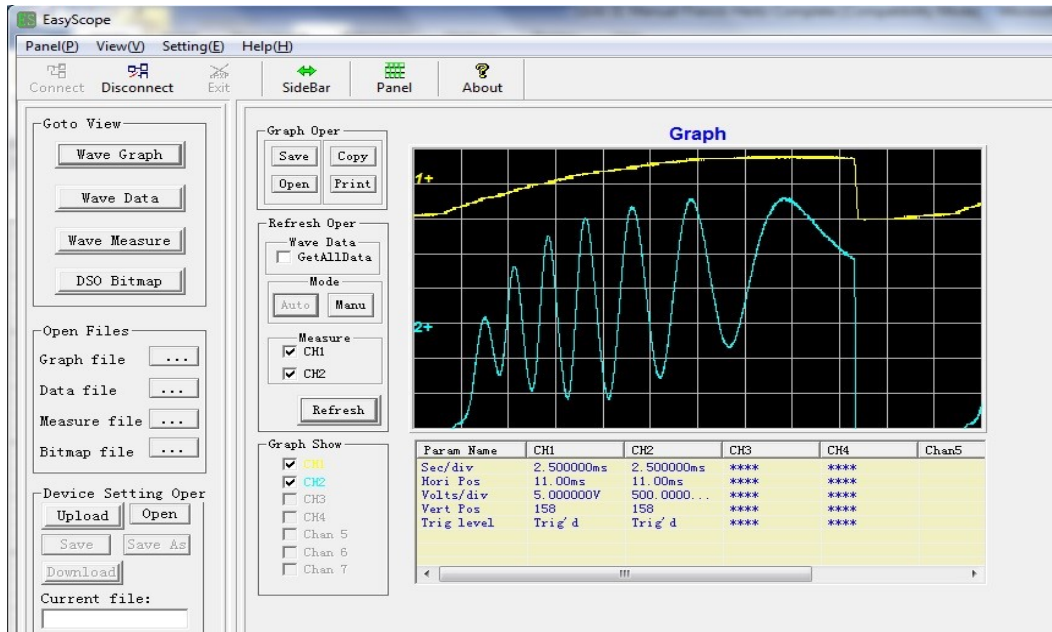 EasyScope
Panel(P) View(V) Setting(E) Help(H)
Connect Disconnect Exit SideBar Panel About
Goto View
Wave Graph
Wave Data
Wave Measure
DSO Bitmap
Open Files
Graph file ...
Data file ...
Measure file ...
Bitmap file ...
Device Setting Oper
Upload Open
Save Save As
Download
Current file:
Graph Oper
Save Copy
Open Print
Refresh Oper
Wave Data
GetAllData
Mode
Auto Manu
Measure
CH1
CH2
Refresh
Graph Show
CH1
CH2
CH3
CH4
Chan 5
Chan 6
Chan 7
Graph
1+
2+
Param Name CH1 CH2 CH3 CH4 Chan5
Sec/div 2.500000ms 2.500000ms **** ****
Hori Pos 11.00ms 11.00ms **** ****
Volts/div 5.000000V 500.0000... **** ****
Vert Pos 158 158 **** ****
Trig level Trig'd Trig'd **** ****